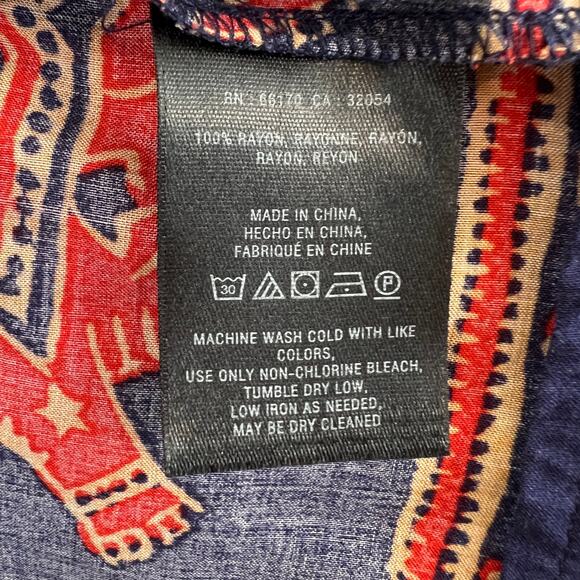 RN : 66170 CA : 32054
100% RAYON, RAYONNE, RAYÓN,
RAYON, REYON
MADE IN CHINA,
HECHO EN CHINA,
FABRIQUÉ EN CHINE
30 P
MACHINE WASH COLD WITH LIKE
COLORS,
USE ONLY NON-CHLORINE BLEACH,
TUMBLE DRY LOW,
LOW IRON AS NEEDED,
MAY BE DRY CLEANED